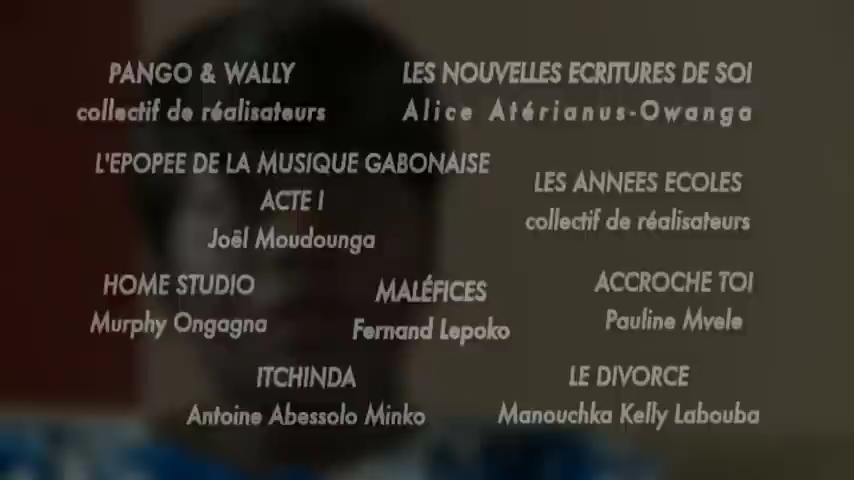 PANGO & WALLY
collectif de réalisateurs
LES NOUVELLES ECRITURES DE SOI
Alice Atérianus-Owanga
L'EPOPEE DE LA MUSIQUE GABONAISE
ACTE I
Joël Moudounga
LES ANNEES ECOLES
collectif de réalisateurs
HOME STUDIO
Murphy Ongagna
MALÉFICES
Fernand Lepoko
ACCROCHE TOI
Pauline Mvele
ITCHINDA
Antoine Abessolo Minko
LE DIVORCE
Manouchka Kelly Labouba